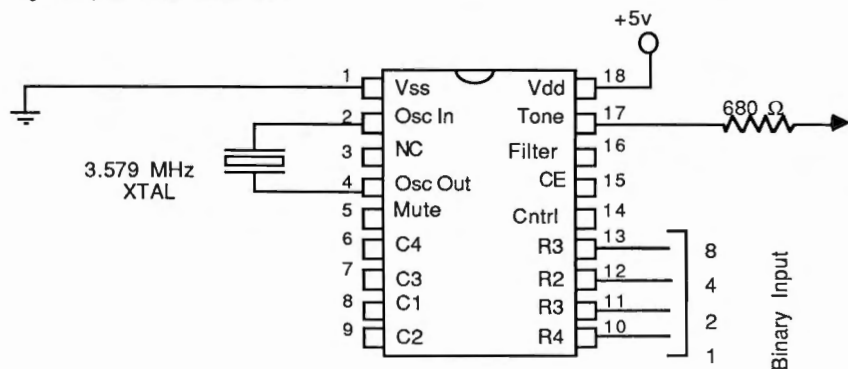 +5v
1 Vss Vdd 18
2 Osc In Tone 17 680 Ω
3 NC Filter 16
3.579 MHz
XTAL
4 Osc Out CE 15
5 Mute Cntrl 14
6 C4 R3 13 8
7 C3 R2 12 4
8 C1 R3 11 2
9 C2 R4 10 1
Binary Input